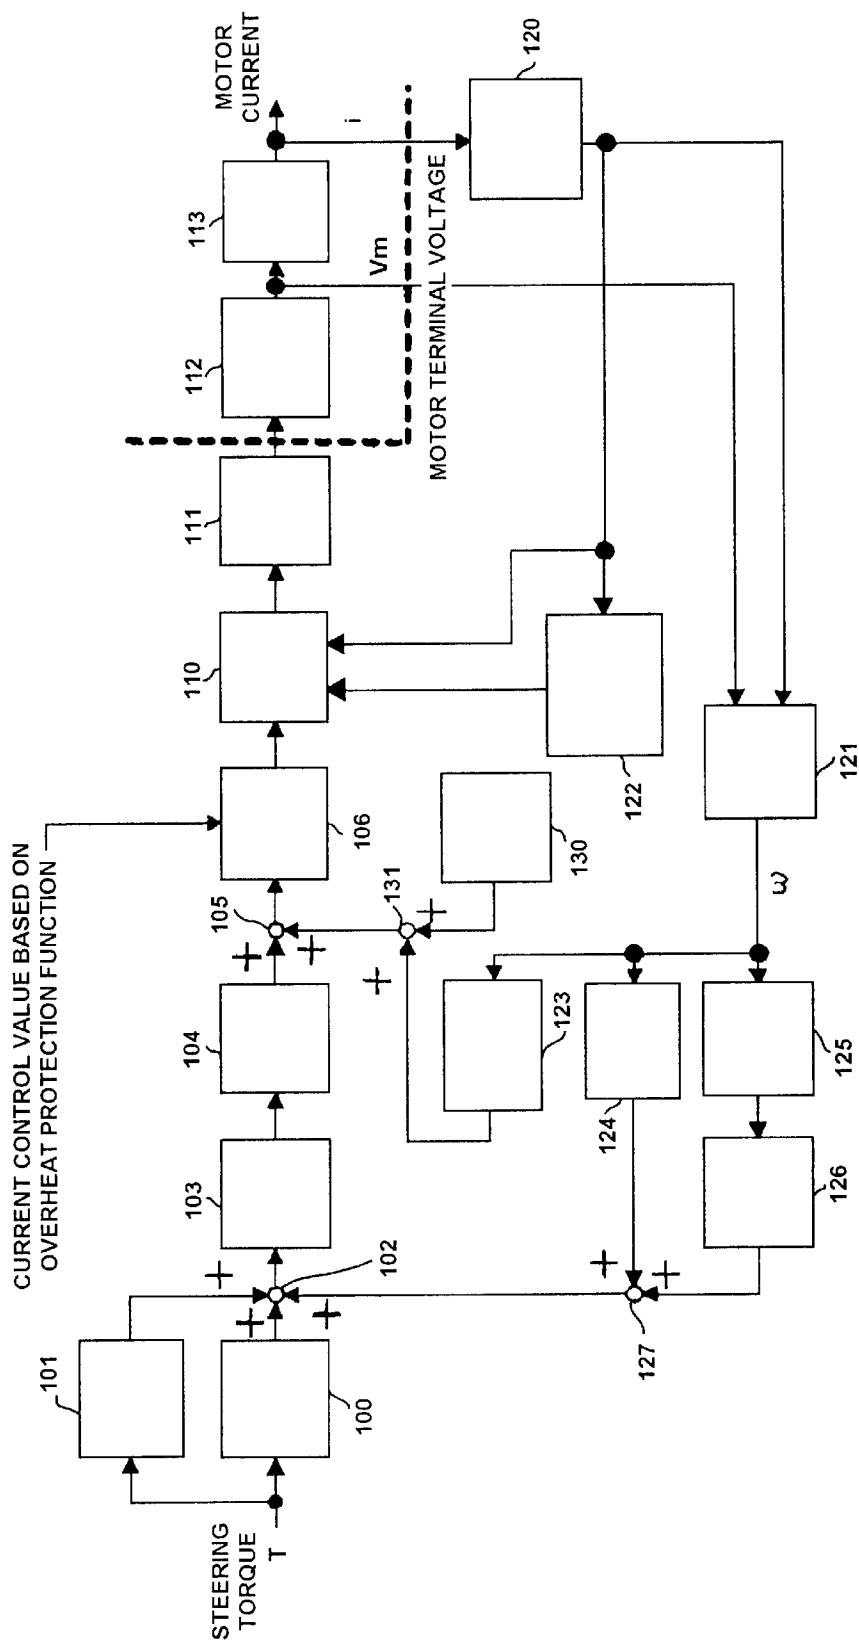 CURRENT CONTROL VALUE BASED ON
OVERHEAT PROTECTION FUNCTION
STEERING
TORQUE
T
101
100
+
+
+
102
103
104
+
+
105
106
110
111
112
113
MOTOR
CURRENT
i
Vm
MOTOR TERMINAL VOLTAGE
120
131
+
+
130
122
123
124
125
126
127
+
+
ω
121